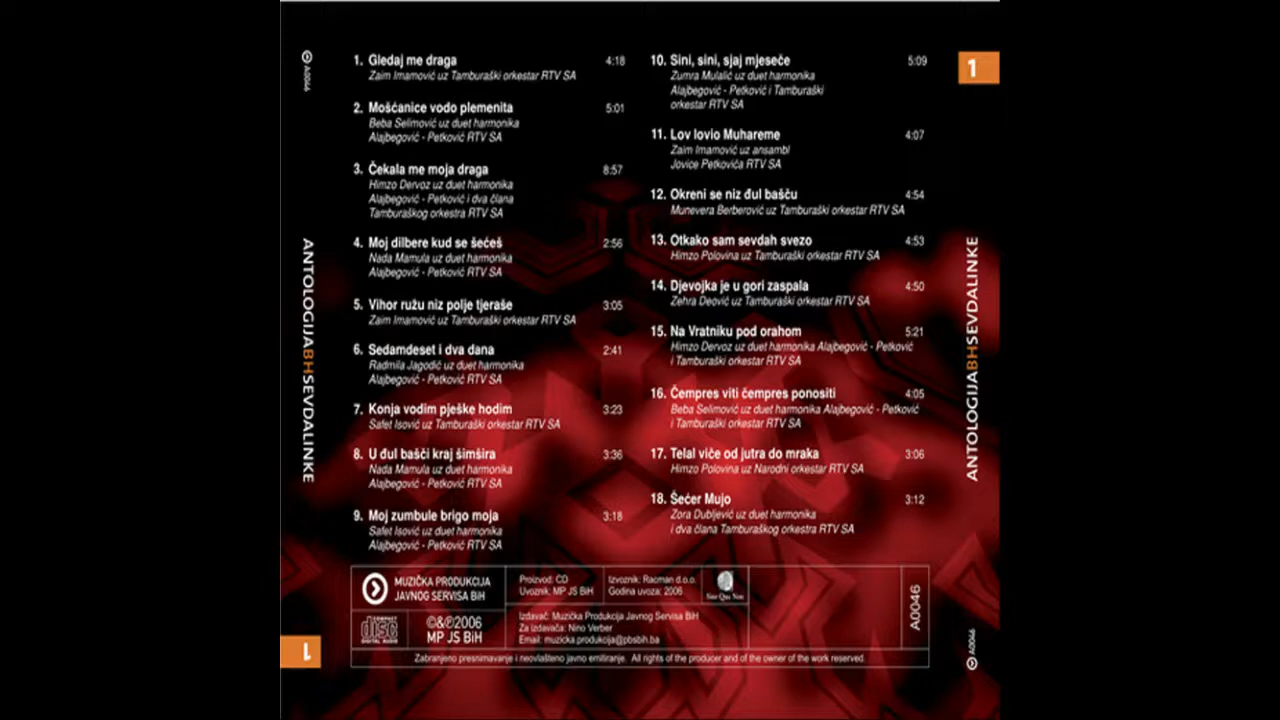 A0046
ANTOLOGIJABHSEVDALINKE
1
1. Gledaj me draga 4:18
Zaim Imamović uz Tamburaški orkestar RTV SA
2. Mošćanice vodo plemenita 5:01
Beba Selimović uz duet harmonika
Alajbegović - Petković RTV SA
3. Čekala me moja draga 8:57
Himzo Dervoz uz duet harmonika
Alajbegović - Petković i dva člana
Tamburaškog orkestra RTV SA
4. Moj dilbere kud se šećeš 2:56
Nada Mamula uz duet harmonika
Alajbegović - Petković RTV SA
5. Vihor ružu niz polje tjeraše 3:05
Zaim Imamović uz Tamburaški orkestar RTV SA
6. Sedamdeset i dva dana 2:41
Radmila Jagodić uz duet harmonika
Alajbegović - Petković RTV SA
7. Konja vodim pješke hodim 3:23
Safet Isović uz Tamburaški orkestar RTV SA
8. U đul bašči kraj šimšira 3:36
Nada Mamula uz duet harmonika
Alajbegović - Petković RTV SA
9. Moj zumbule brigo moja 3:18
Safet Isović uz duet harmonika
Alajbegović - Petković RTV SA
10. Sini, sini, sjaj mjeseče 5:09
Zumra Mulalić uz duet harmonika
Alajbegović - Petković i Tamburaški
orkestar RTV SA
11. Lov lovio Muhareme 4:07
Zaim Imamović uz ansambl
Jovice Petkovića RTV SA
12. Okreni se niz đul bašču 4:54
Munevera Berberović uz Tamburaški orkestar RTV SA
13. Otkako sam sevdah svezo 4:53
Himzo Polovina uz Tamburaški orkestar RTV SA
14. Djevojka je u gori zaspala 4:50
Zehra Deović uz Tamburaški orkestar RTV SA
15. Na Vratniku pod orahom 5:21
Himzo Dervoz uz duet harmonika Alajbegović - Petković
i Tamburaški orkestar RTV SA
16. Čempres viti čempres ponositi 4:05
Beba Selimović uz duet harmonika Alajbegović - Petković
i Tamburaški orkestar RTV SA
17. Telal viče od jutra do mraka 3:06
Himzo Polovina uz Narodni orkestar RTV SA
18. Šećer Mujo 3:12
Zora Dubljević uz duet harmonika
i dva člana Tamburaškog orkestra RTV SA
MUZIČKA PRODUKCIJA
JAVNOG SERVISA BiH
Proizvod: CD
Uvoznik: MP JS BiH
Izvoznik: Racman d.o.o.
Godina uvoza: 2006
Sine Qua Non
COMPACT
disc
DIGITAL AUDIO
©&℗2006
MP JS BiH
Izdavač: Muzička Produkcija Javnog Servisa BiH
Za izdavača: Nino Verber
Email: muzicka.produkcija@pbsbih.ba
A0046
Zabranjeno presnimavanje i neovlašteno javno emitiranje. All rights of the producer and of the owner of the work reserved.
1
ANTOLOGIJABHSEVDALINKE
A0046